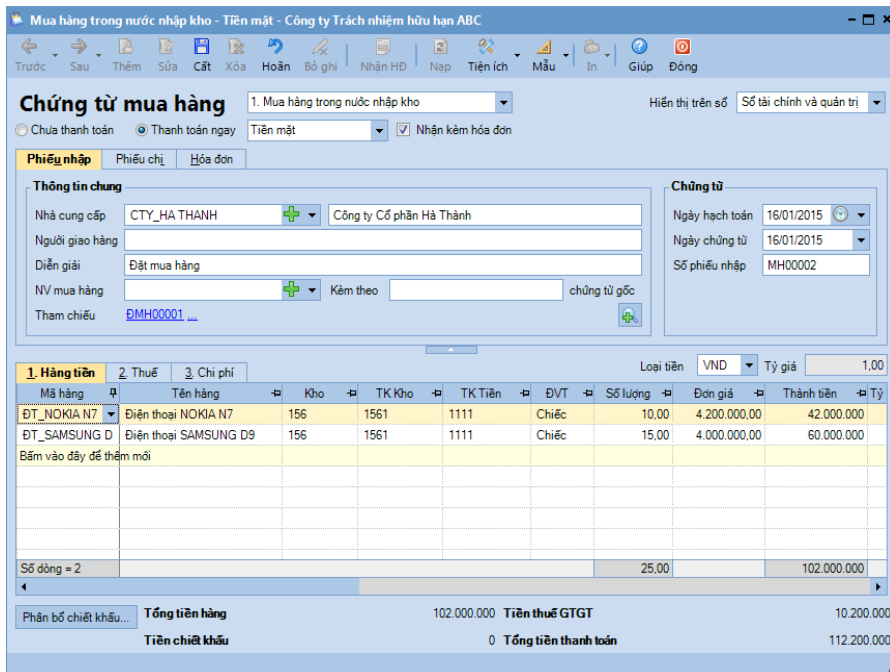 Mua hàng trong nước nhập kho - Tiền mặt - Công ty Trách nhiệm hữu hạn ABC
Trước Sau Thêm Sửa Cất Xóa Hoãn Bỏ ghi Nhận HĐ Nạp Tiện ích Mẫu In Giúp Đóng
Chứng từ mua hàng 1. Mua hàng trong nước nhập kho Hiển thị trên sổ Sổ tài chính và quản trị
Chưa thanh toán Thanh toán ngay Tiền mặt Nhận kèm hóa đơn
Phiếu nhập Phiếu chi Hóa đơn
Thông tin chung Chứng từ
Nhà cung cấp CTY_HA THANH Công ty Cổ phần Hà Thành Ngày hạch toán 16/01/2015
Người giao hàng Ngày chứng từ 16/01/2015
Diễn giải Đặt mua hàng Số phiếu nhập MH00002
NV mua hàng Kèm theo chứng từ gốc
Tham chiếu ĐMH00001 ...
1. Hàng tiền 2. Thuế 3. Chi phí Loại tiền VND Tỷ giá 1,00
Mã hàng Tên hàng Kho TK Kho TK Tiền ĐVT Số lượng Đơn giá Thành tiền Tỷ
ĐT_NOKIA N7 Điện thoại NOKIA N7 156 1561 1111 Chiếc 10,00 4.200.000,00 42.000.000
ĐT_SAMSUNG D Điện thoại SAMSUNG D9 156 1561 1111 Chiếc 15,00 4.000.000,00 60.000.000
Bấm vào đây để thêm mới
Số dòng = 2 25,00 102.000.000
Phân bổ chiết khấu... Tổng tiền hàng 102.000.000 Tiền thuế GTGT 10.200.000
Tiền chiết khấu 0 Tổng tiền thanh toán 112.200.000